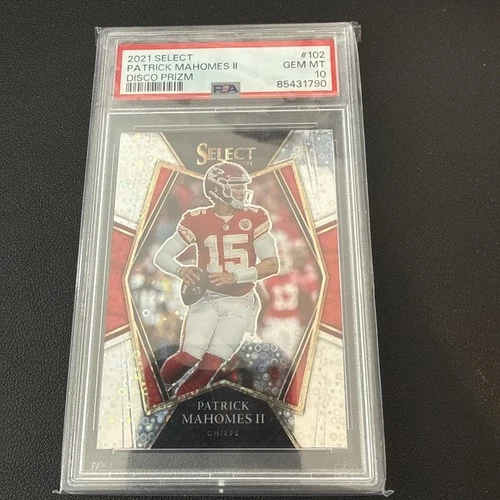 2021 SELECT #102
PATRICK MAHOMES II GEM MT
DISCO PRIZM 10
PSA 85431790
SELECT
15
13
PATRICK
MAHOMES II
CHIEFS